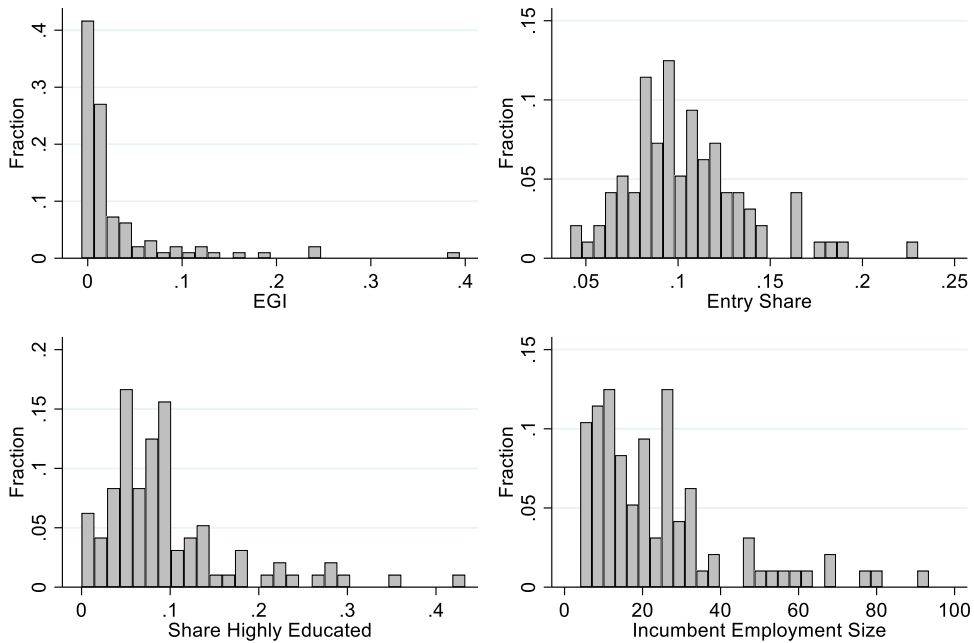 Fraction
0 .1 .2 .3 .4
0 .1 .2 .3 .4
EGI
Fraction
0 .05 .1 .15
.05 .1 .15 .2 .25
Entry Share
Fraction
0 .05 .1 .15 .2
0 .1 .2 .3 .4
Share Highly Educated
Fraction
0 .05 .1 .15
0 20 40 60 80 100
Incumbent Employment Size